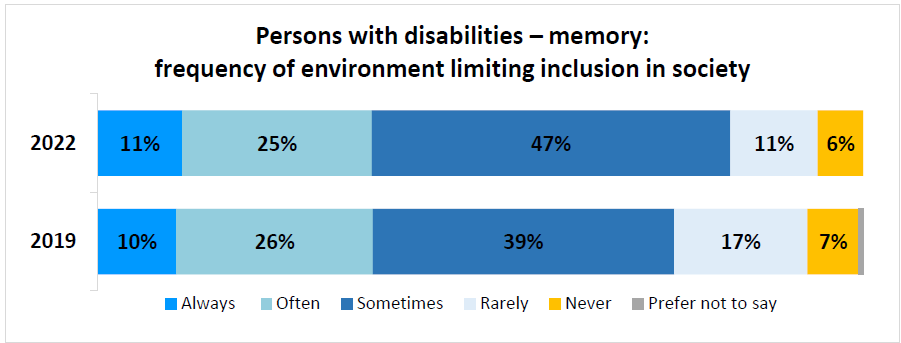 Persons with disabilities – memory:
frequency of environment limiting inclusion in society
2022 11% 25% 47% 11% 6%
2019 10% 26% 39% 17% 7%
Always Often Sometimes Rarely Never Prefer not to say